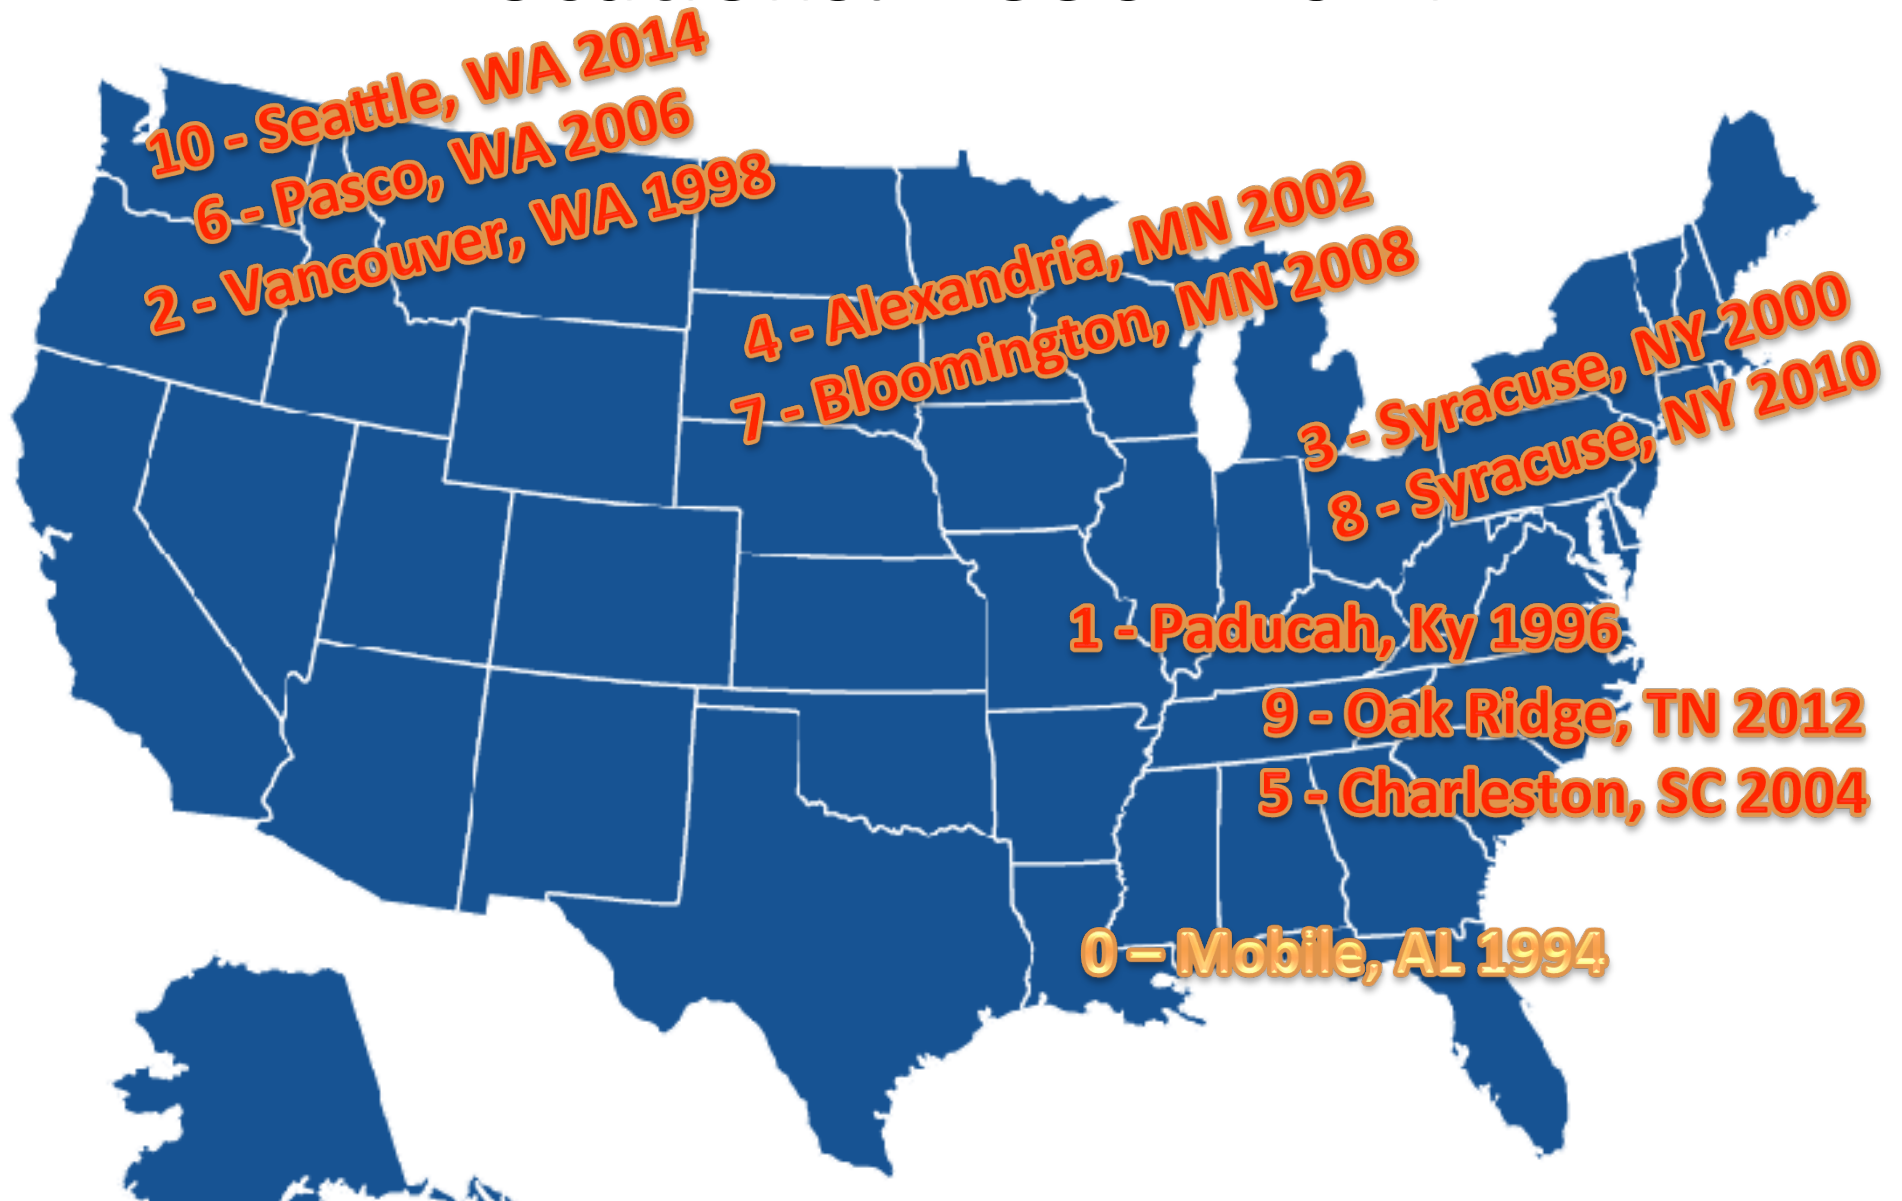 10 - Seattle, WA 2014
6 - Pasco, WA 2006
2 - Vancouver, WA 1998
4 - Alexandria, MN 2002
7 - Bloomington, MN 2008
3 - Syracuse, NY 2000
8 - Syracuse, NY 2010
1 - Paducah, Ky 1996
9 - Oak Ridge, TN 2012
5 - Charleston, SC 2004
0 – Mobile, AL 1994